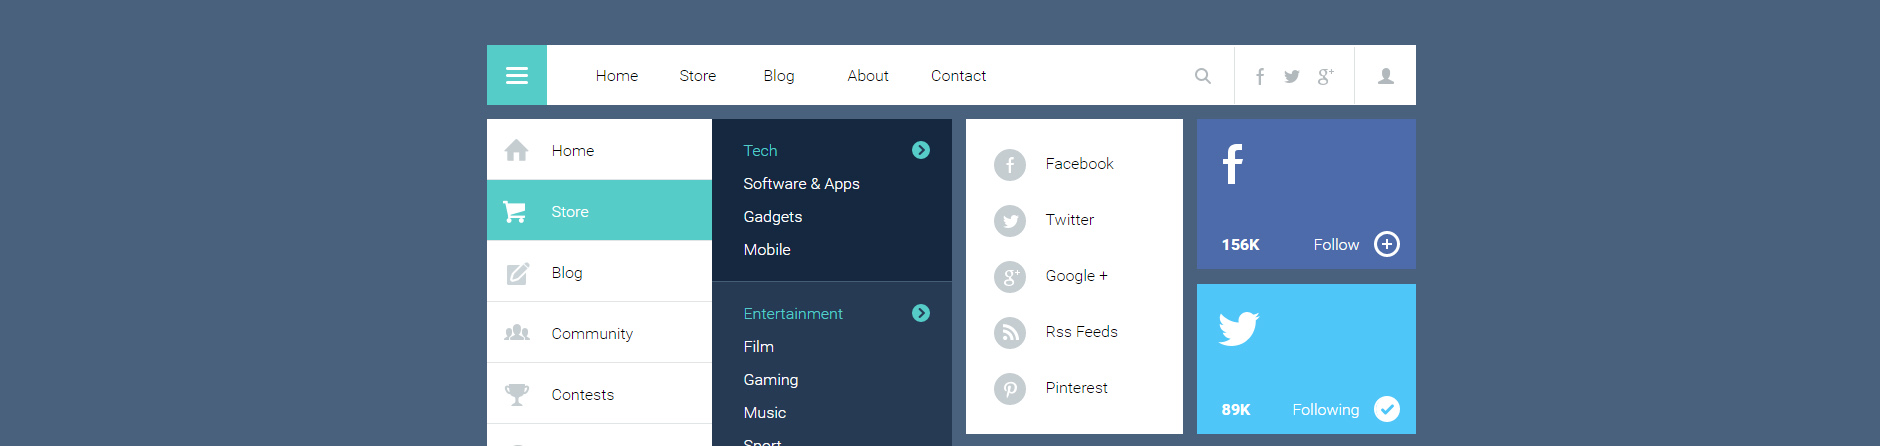 Home Store Blog About Contact
Home
Store
Blog
Community
Contests
Tech
Software & Apps
Gadgets
Mobile
Entertainment
Film
Gaming
Music
Sport
Facebook
Twitter
Google +
Rss Feeds
Pinterest
156K Follow
89K Following